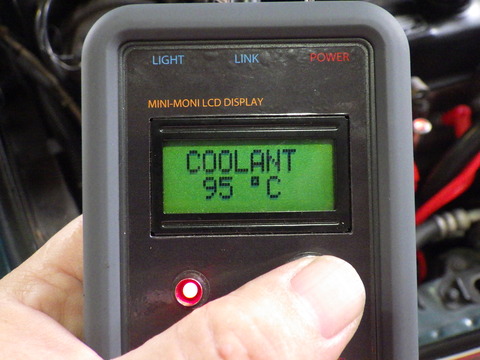 LIGHT LINK POWER
MINI-MONI LCD DISPLAY
COOLANT
95 °C